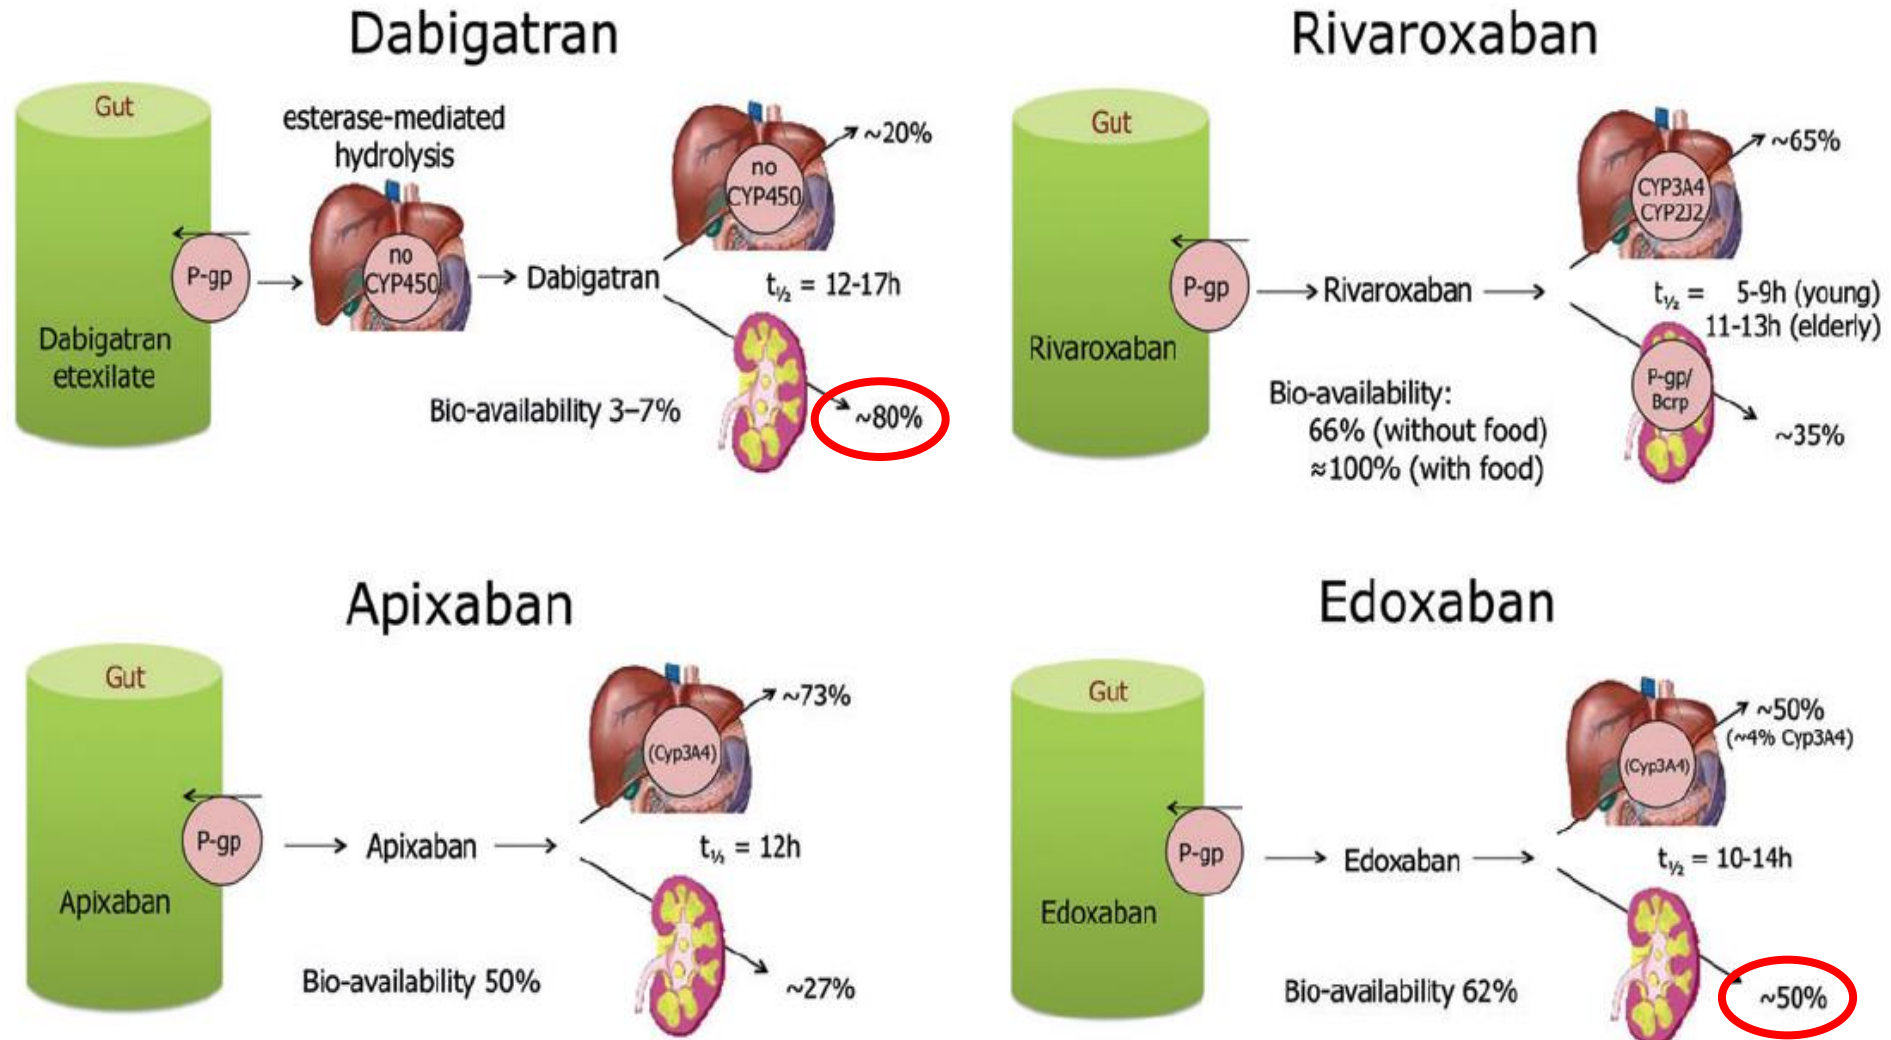 Dabigatran
Gut
esterase-mediated
hydrolysis
no
CYP450
~20%
P-gp
no
CYP450
Dabigatran
t½ = 12-17h
Dabigatran
etexilate
Bio-availability 3–7%
~80%
Rivaroxaban
Gut
CYP3A4
CYP2J2
~65%
P-gp
Rivaroxaban
t½ = 5-9h (young)
11-13h (elderly)
Rivaroxaban
P-gp/
Bcrp
Bio-availability:
66% (without food)
≈100% (with food)
~35%
Apixaban
Gut
~73%
(Cyp3A4)
P-gp
Apixaban
t½ = 12h
Apixaban
Bio-availability 50%
~27%
Edoxaban
Gut
~50%
(~4% Cyp3A4)
(Cyp3A4)
P-gp
Edoxaban
t½ = 10-14h
Edoxaban
Bio-availability 62%
~50%